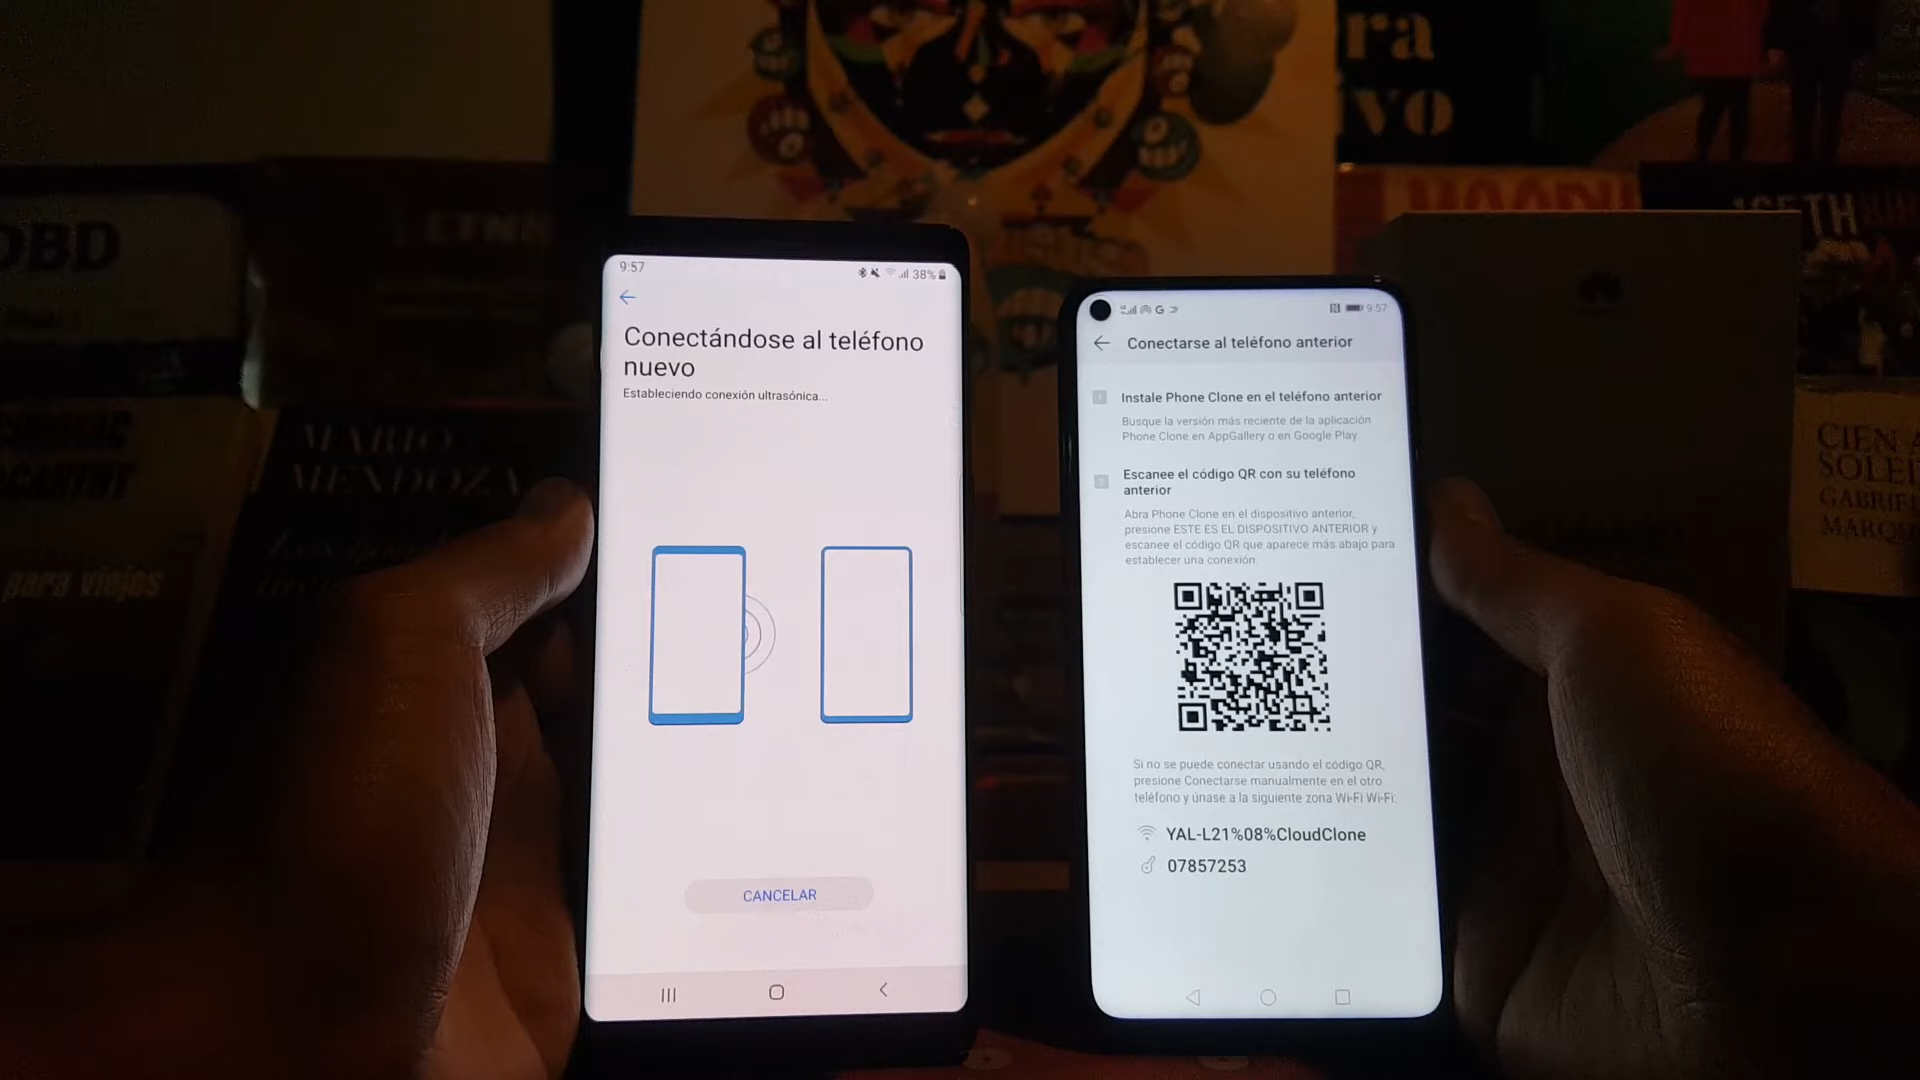 ra
ivo
OBD
MARIO
MENDOZA
para viejos
CIEN A
SOLED
GABRIE
MARQU
9:57
38%
Conectándose al teléfono
nuevo
Estableciendo conexión ultrasónica...
CANCELAR
G
9:57
Conectarse al teléfono anterior
1 Instale Phone Clone en el teléfono anterior
Busque la versión más reciente de la aplicación
Phone Clone en AppGallery o en Google Play.
2 Escanee el código QR con su teléfono
anterior
Abra Phone Clone en el dispositivo anterior,
presione ESTE ES EL DISPOSITIVO ANTERIOR y
escanee el código QR que aparece más abajo para
establecer una conexión.
Si no se puede conectar usando el código QR,
presione Conectarse manualmente en el otro
teléfono y únase a la siguiente zona Wi-Fi Wi-Fi:
YAL-L21%08%CloudClone
07857253